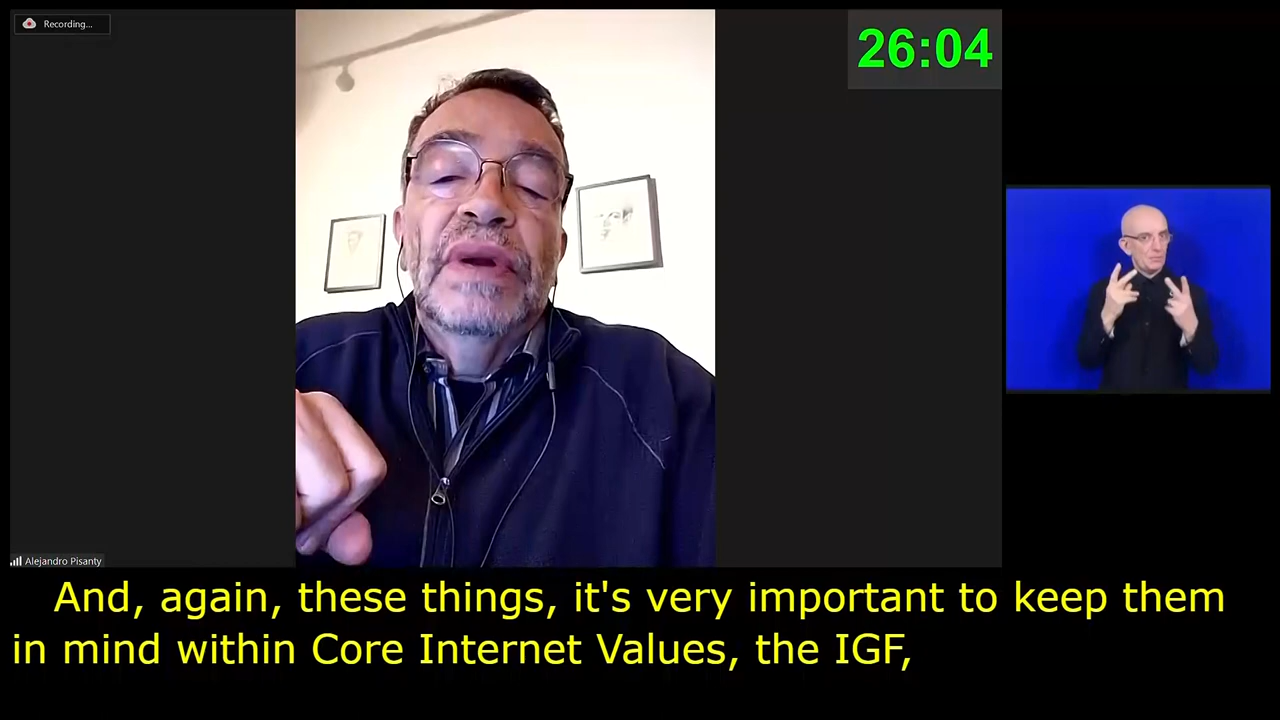 Recording...
26:04
Alejandro Pisanty
And, again, these things, it's very important to keep them
in mind within Core Internet Values, the IGF,